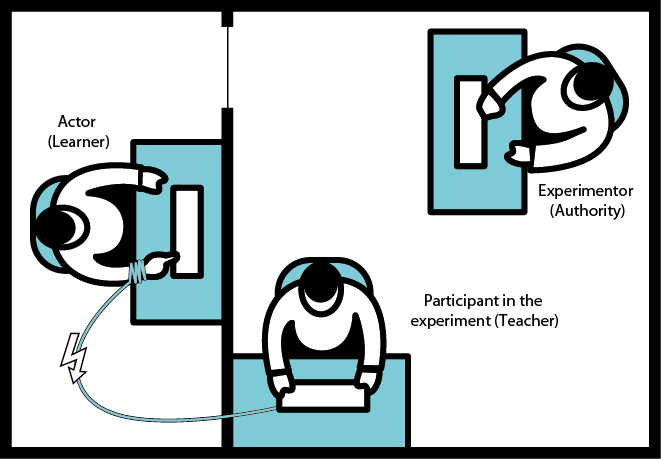 Actor
(Learner)
Experimentor
(Authority)
Participant in the
experiment (Teacher)